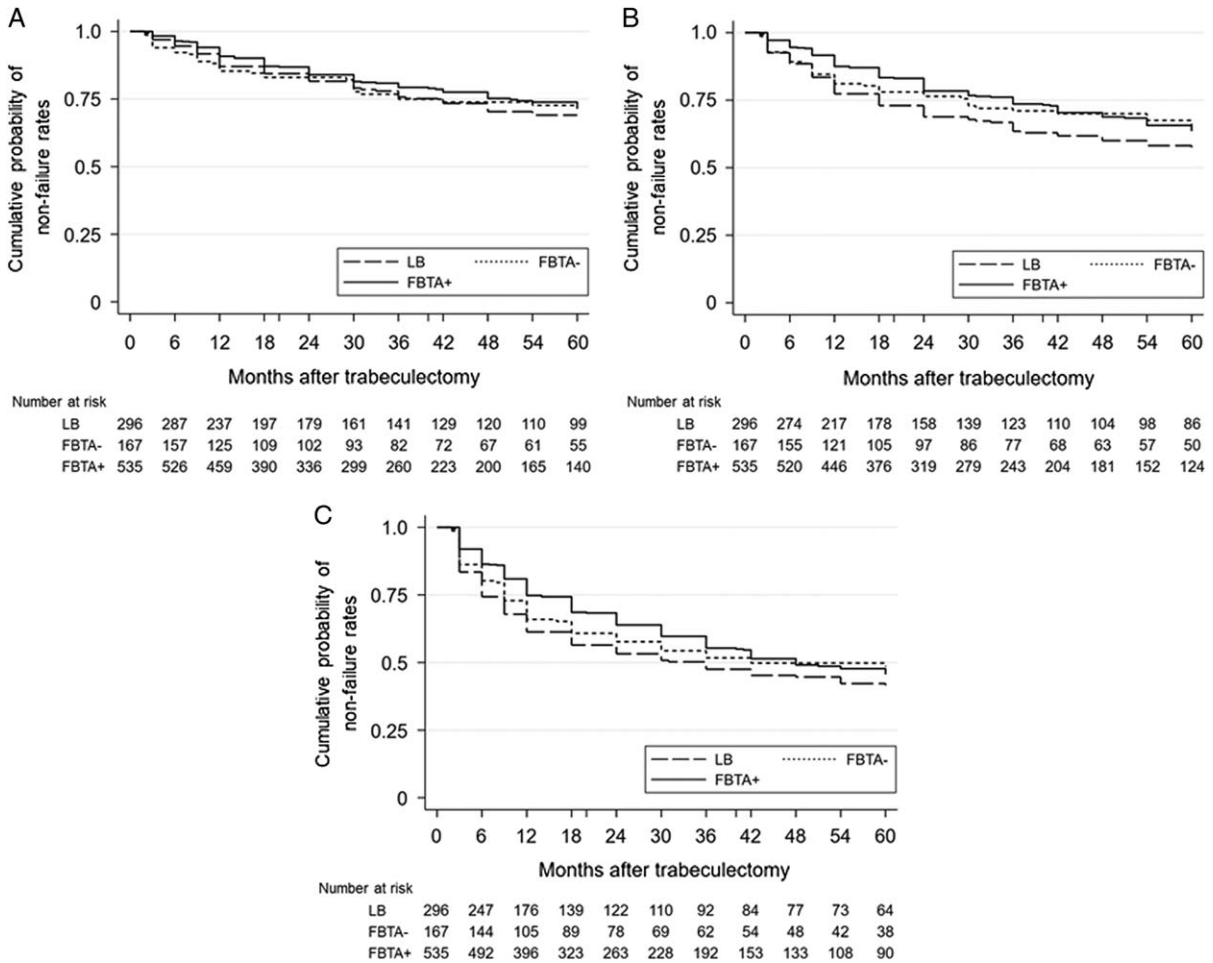 A
Cumulative probability of
non-failure rates
1.0
0.75
0.5
0.25
0
LB
FBTA-
FBTA+
0 6 12 18 24 30 36 42 48 54 60
Months after trabeculectomy
Number at risk
LB 296 287 237 197 179 161 141 129 120 110 99
FBTA- 167 157 125 109 102 93 82 72 67 61 55
FBTA+ 535 526 459 390 336 299 260 223 200 165 140
B
Cumulative probability of
non-failure rates
1.0
0.75
0.5
0.25
0
LB
FBTA-
FBTA+
0 6 12 18 24 30 36 42 48 54 60
Months after trabeculectomy
Number at risk
LB 296 274 217 178 158 139 123 110 104 98 86
FBTA- 167 155 121 105 97 86 77 68 63 57 50
FBTA+ 535 520 446 376 319 279 243 204 181 152 124
C
Cumulative probability of
non-failure rates
1.0
0.75
0.5
0.25
0
LB
FBTA-
FBTA+
0 6 12 18 24 30 36 42 48 54 60
Months after trabeculectomy
Number at risk
LB 296 247 176 139 122 110 92 84 77 73 64
FBTA- 167 144 105 89 78 69 62 54 48 42 38
FBTA+ 535 492 396 323 263 228 192 153 133 108 90